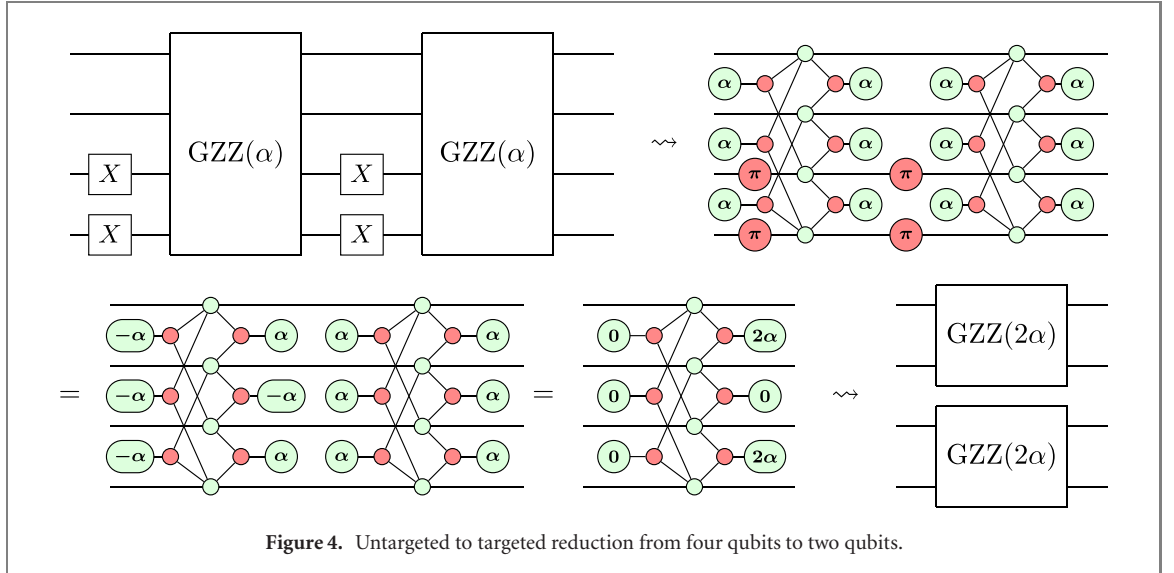 GZZ(α) GZZ(α)
X X
X X
⇝
α α α α
α α α α
π π
α α α α
π π
= −α α α α = 0 2α ⇝ GZZ(2α)
−α −α α α 0 0
−α α α α 0 2α GZZ(2α)
Figure 4. Untargeted to targeted reduction from four qubits to two qubits.